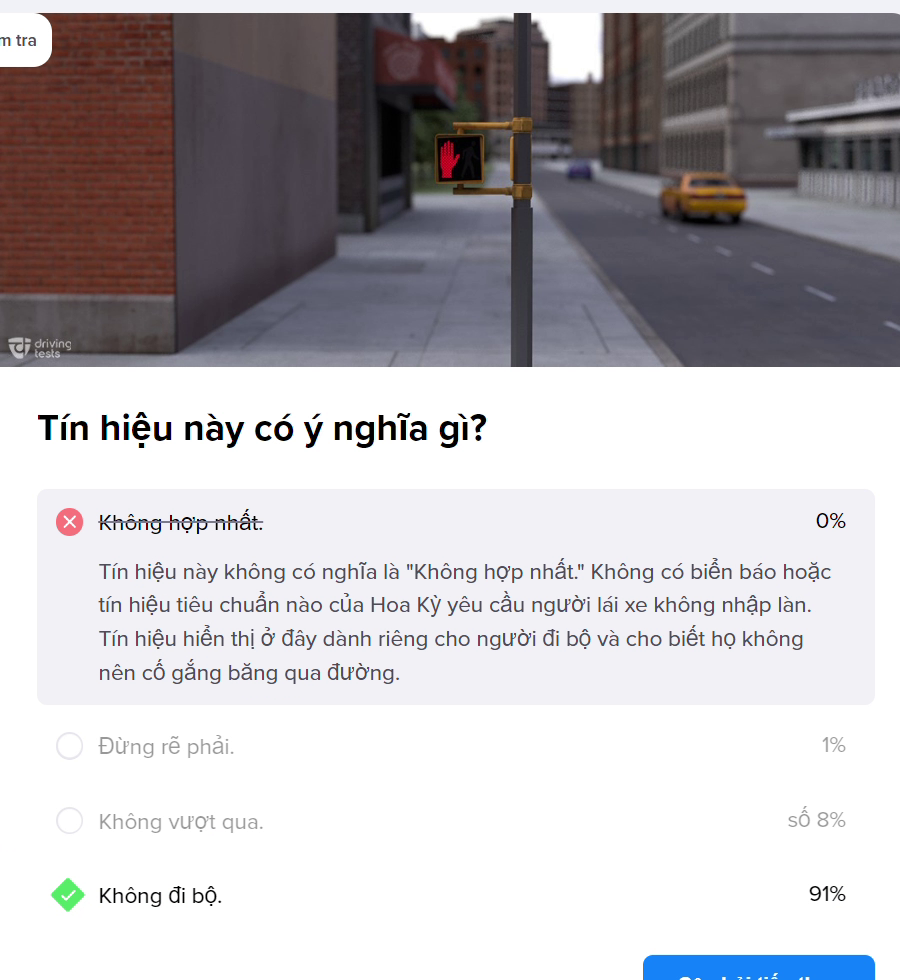 m tra
driving
tests
Tín hiệu này có ý nghĩa gì?
Không hợp nhất.
0%
Tín hiệu này không có nghĩa là "Không hợp nhất." Không có biển báo hoặc
tín hiệu tiêu chuẩn nào của Hoa Kỳ yêu cầu người lái xe không nhập làn.
Tín hiệu hiển thị ở đây dành riêng cho người đi bộ và cho biết họ không
nên cố gắng băng qua đường.
Đừng rẽ phải.
1%
Không vượt qua.
số 8%
Không đi bộ.
91%